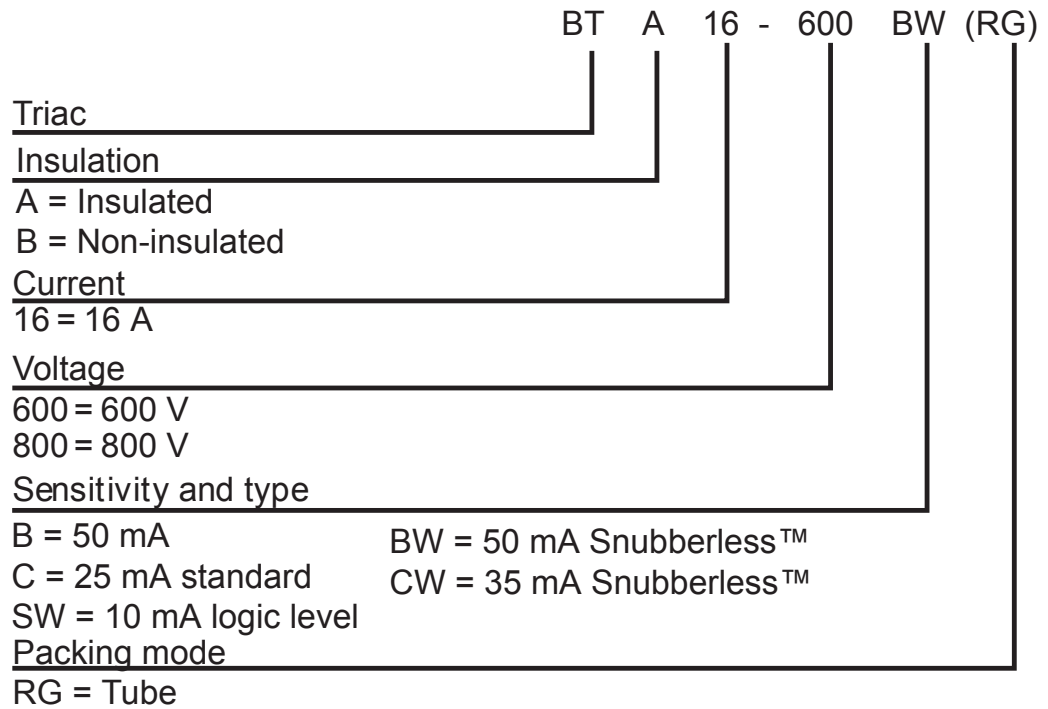 BT A 16 - 600 BW (RG)
Triac
Insulation
A = Insulated
B = Non-insulated
Current
16 = 16 A
Voltage
600 = 600 V
800 = 800 V
Sensitivity and type
B = 50 mA BW = 50 mA Snubberless™
C = 25 mA standard CW = 35 mA Snubberless™
SW = 10 mA logic level
Packing mode
RG = Tube